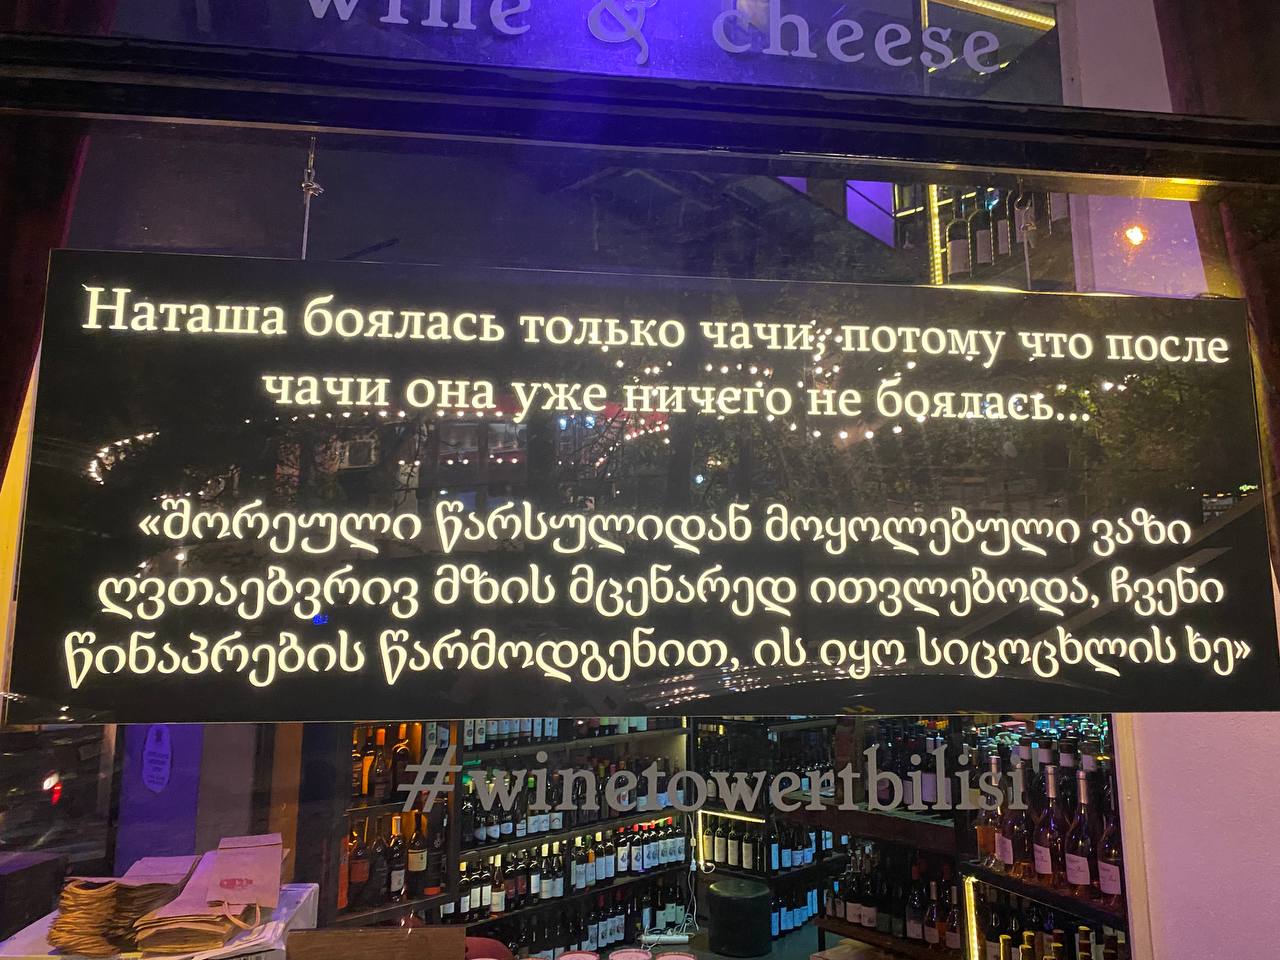 wine & cheese
Наташа боялась только чачи, потому что после
чачи она уже ничего не боялась...
«შორეული წარსულიდან მოყოლებული ვაზი
ღვთაებვრივ მზის მცენარედ ითვლებოდა, ჩვენი
წინაპრების წარმოდგენით, ის იყო სიცოცხლის ხე»
#winetowertbilisi